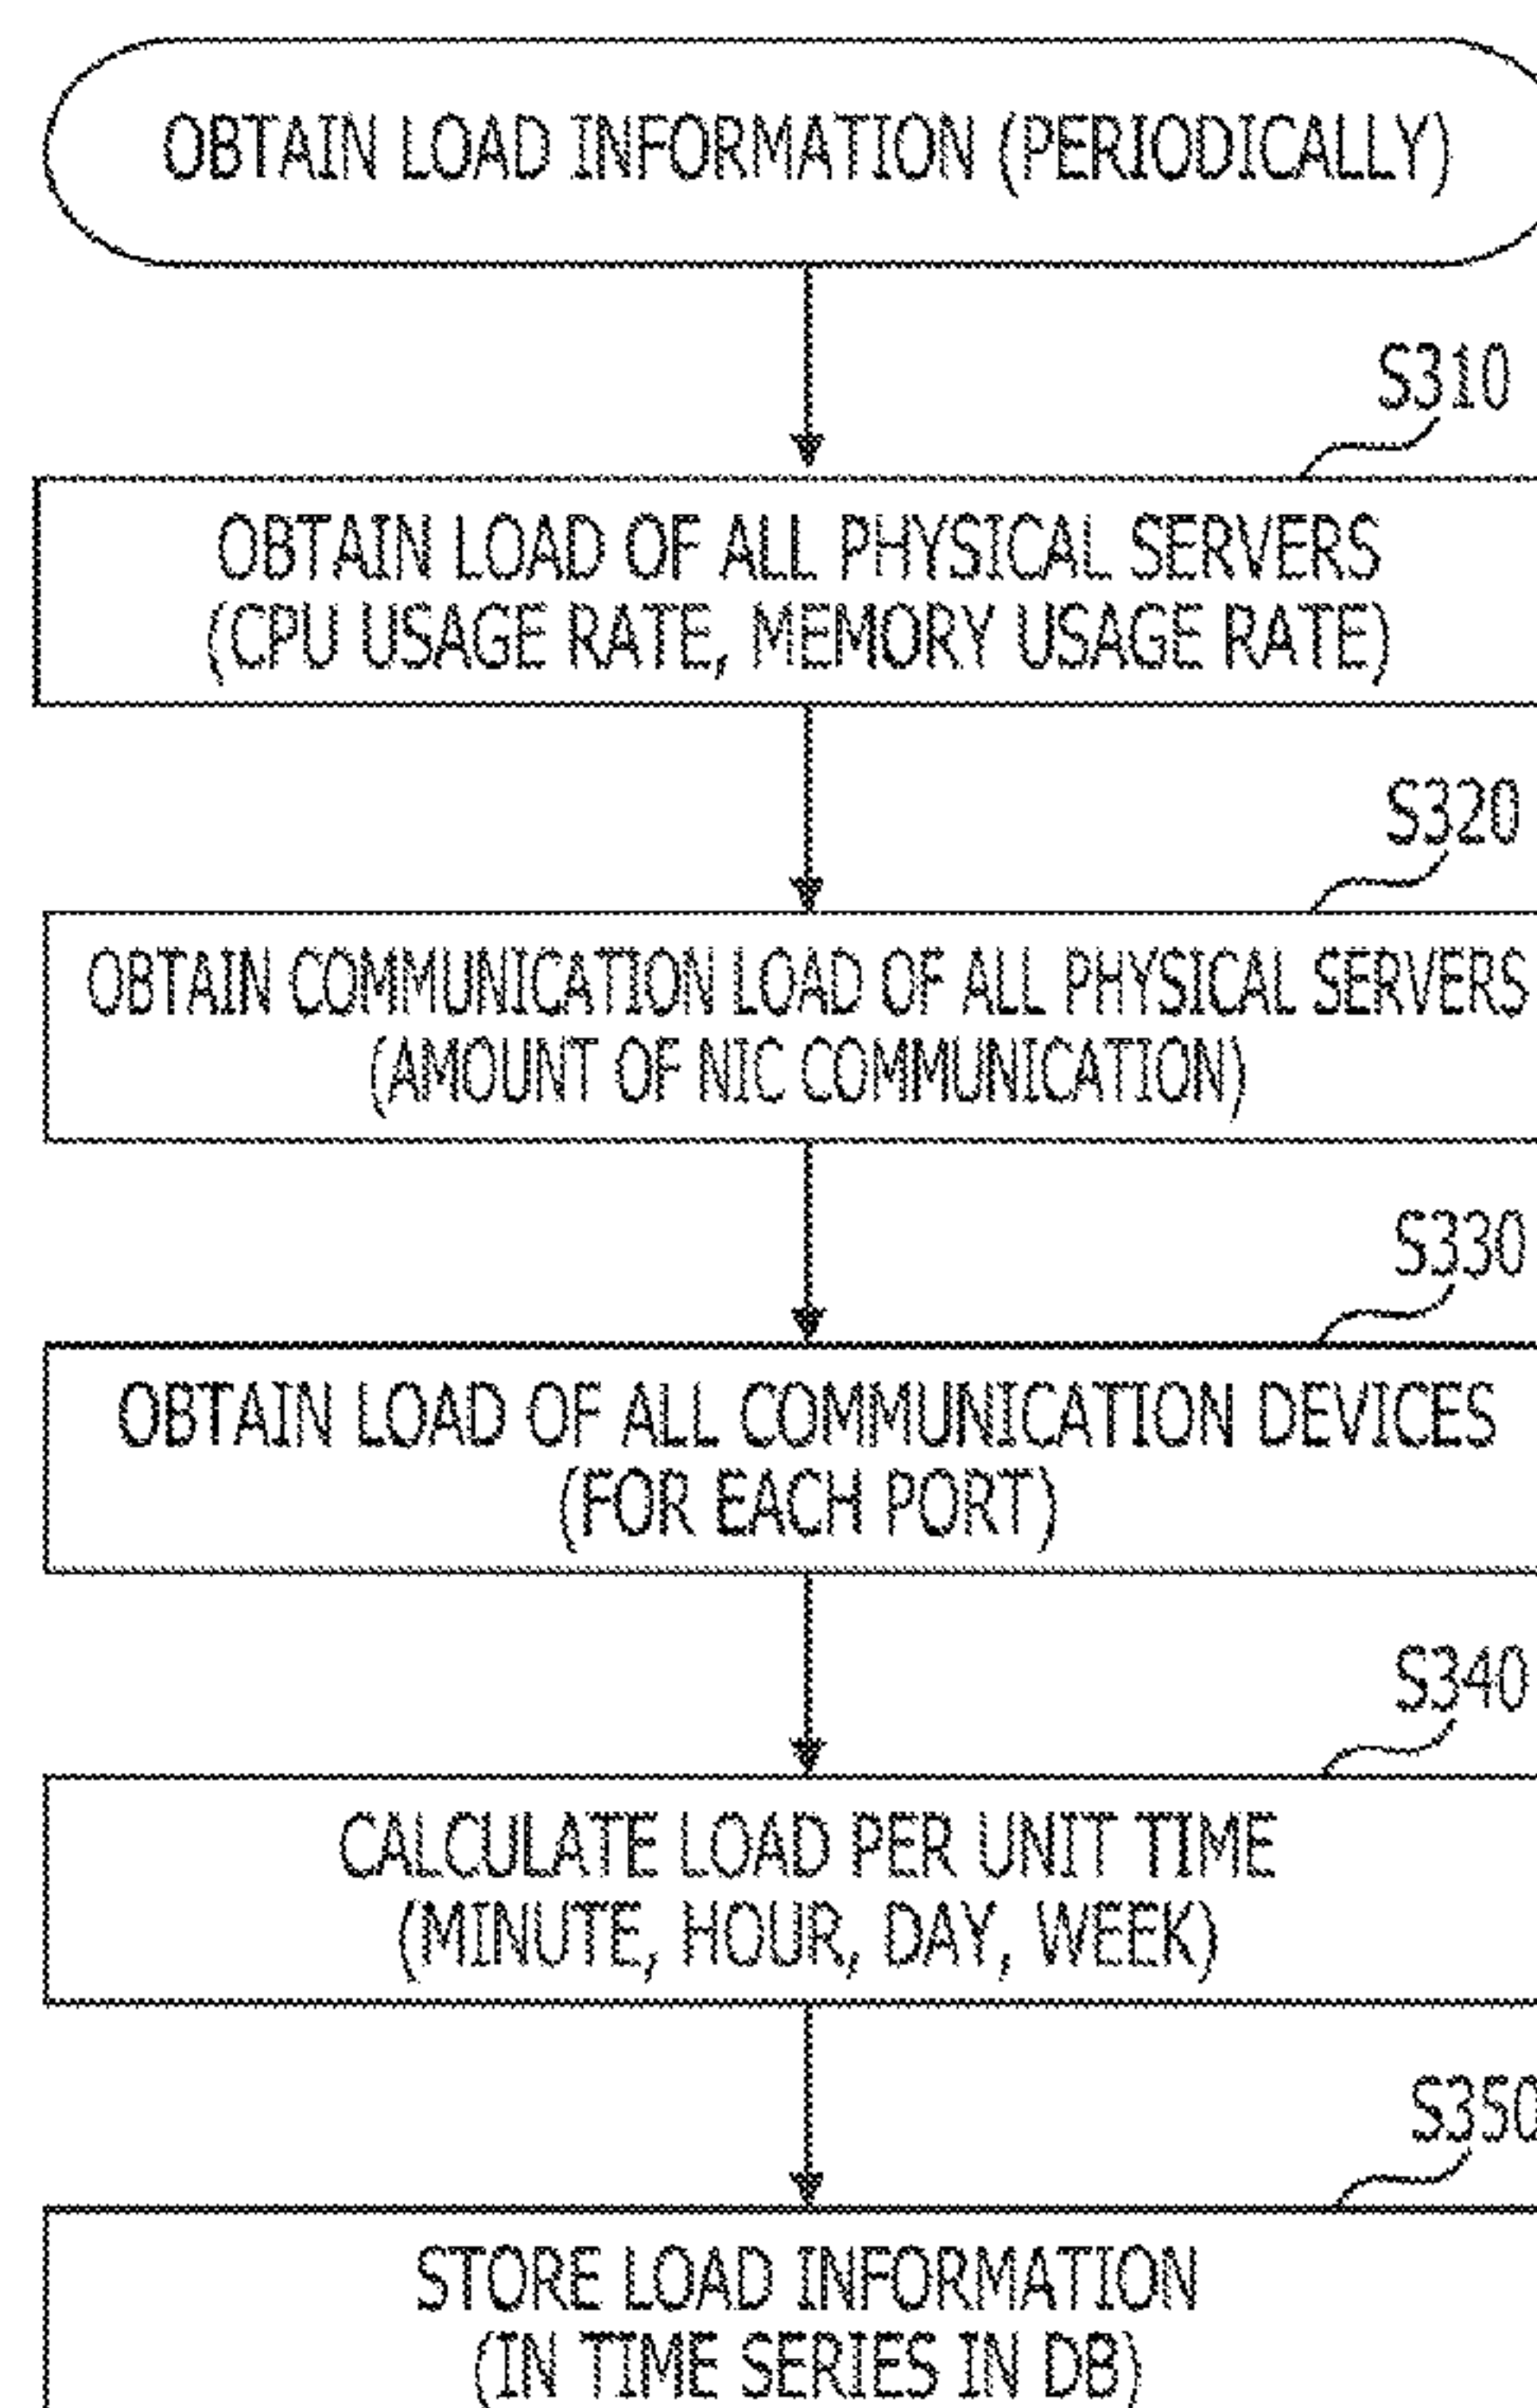 OBTAIN LOAD INFORMATION (PERIODICALLY)
S310
OBTAIN LOAD OF ALL PHYSICAL SERVERS
(CPU USAGE RATE, MEMORY USAGE RATE)
S320
OBTAIN COMMUNICATION LOAD OF ALL PHYSICAL SERVERS
(AMOUNT OF NIC COMMUNICATION)
S330
OBTAIN LOAD OF ALL COMMUNICATION DEVICES
(FOR EACH PORT)
S340
CALCULATE LOAD PER UNIT TIME
(MINUTE, HOUR, DAY, WEEK)
S350
STORE LOAD INFORMATION
(IN TIME SERIES IN DB)